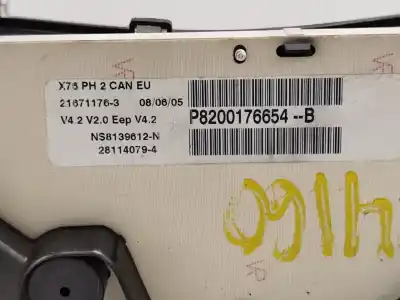 X76 PH 2 CAN EU
21671176-3 08/06/05
V4.2 V2.0 Eep V4.2
P8200176654--B
NS8139612-N
28114079-4
4160